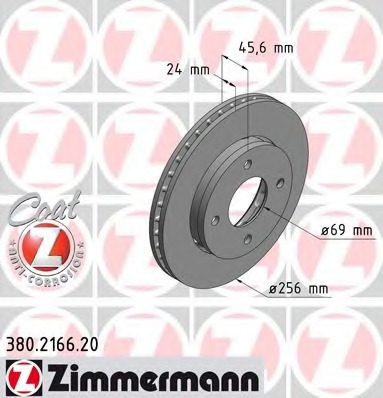 45,6 mm
24 mm
ø69 mm
ø256 mm
Coat
Z
ANTI-CORROSION
380.2166.20
Z Zimmermann